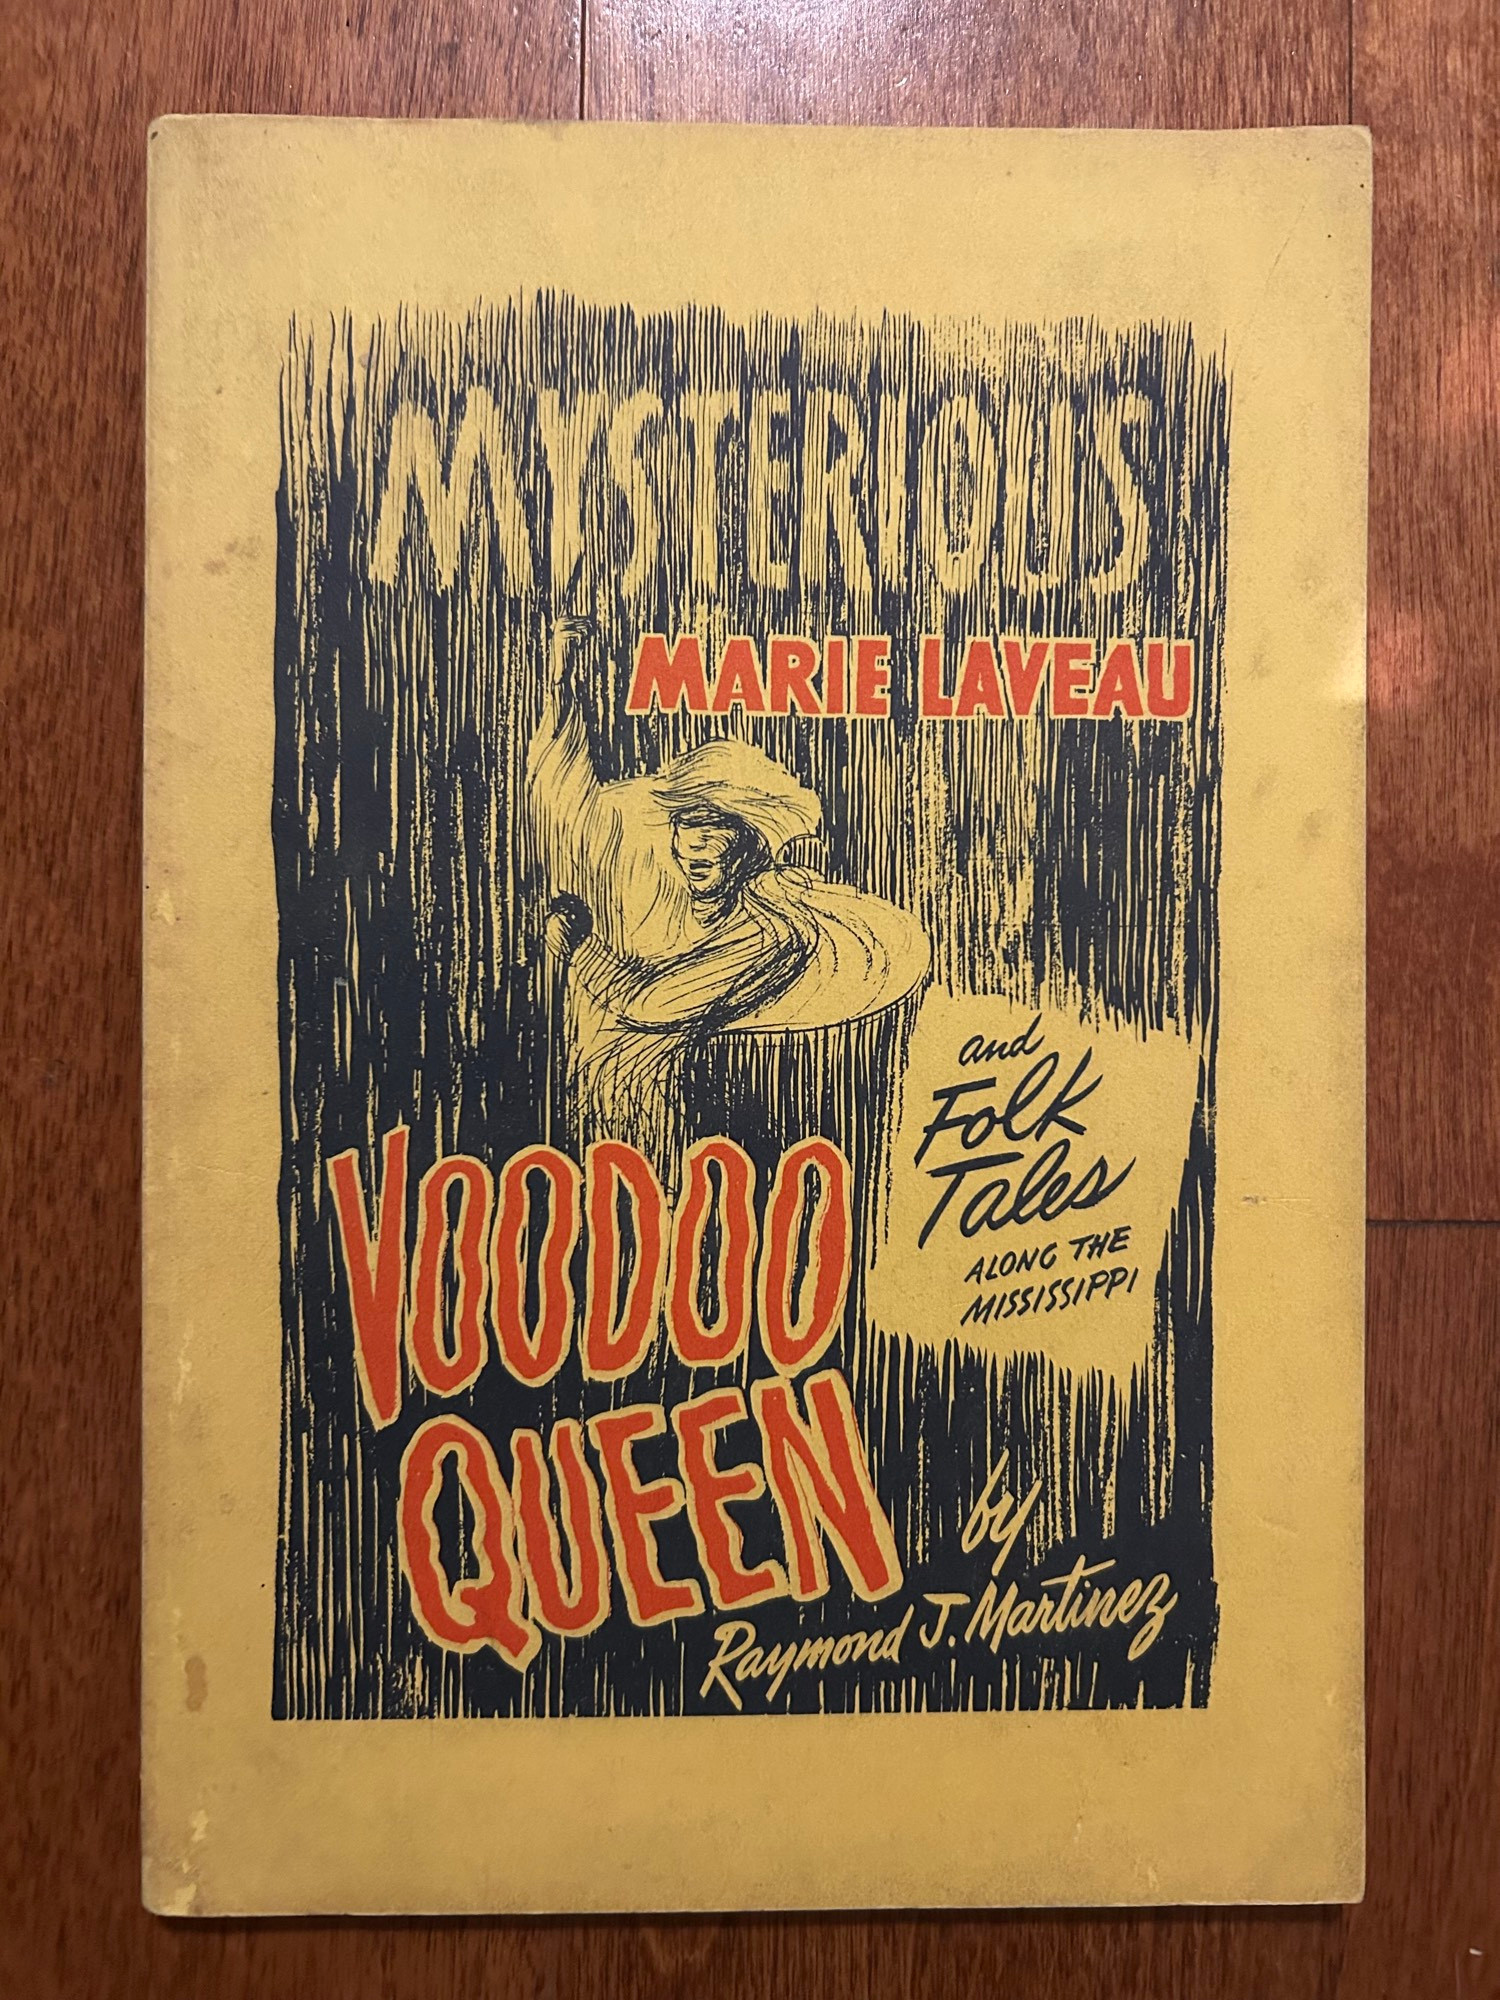 MYSTERIOUS
MARIE LAVEAU
VOODOO
QUEEN
and
Folk
Tales
ALONG THE
MISSISSIPPI
by
Raymond J. Martinez